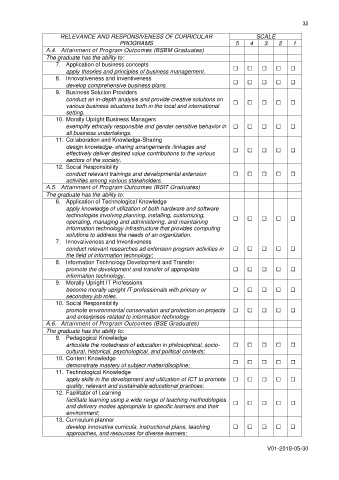 32
RELEVANCE AND RESPONSIVENESS OF CURRICULAR SCALE
PROGRAMS 5 4 3 2 1
A.4. Attainment of Program Outcomes (BSBM Graduates)
The graduate has the ability to:
7. Application of business concepts
apply theories and principles of business management.
8. Innovativeness and Inventiveness
develop comprehensive business plans.
9. Business Solution Providers
conduct an in-depth analysis and provide creative solutions on
various business situations both in the local and international
setting.
10. Morally Upright Business Managers
exemplify ethically responsible and gender sensitive behavior in
all business undertakings.
11. Collaboration and Knowledge-Sharing
design knowledge-sharing arrangements /linkages and
effectively deliver desired value contributions to the various
sectors of the society.
12. Social Responsibility
conduct relevant trainings and developmental extension
activities among various stakeholders.
A.5. Attainment of Program Outcomes (BSIT Graduates)
The graduate has the ability to:
6. Application of Technological Knowledge
apply knowledge of utilization of both hardware and software
technologies involving planning, installing, customizing,
operating, managing and administering, and maintaining
information technology infrastructure that provides computing
solutions to address the needs of an organization.
7. Innovativeness and Inventiveness
conduct relevant researches ad extension program activities in
the field of information technology;
8. Information Technology Development and Transfer
promote the development and transfer of appropriate
information technology.
9. Morally Upright IT Professionals
become morally upright IT professionals with primary or
secondary job roles.
10. Social Responsibility
promote environmental conservation and protection on projects
and enterprises related to information technology
A.6. Attainment of Program Outcomes (BSE Graduates)
The graduate has the ability to:
9. Pedagogical Knowledge
articulate the rootedness of education in philosophical, socio-
cultural, historical, psychological, and political contexts;
10. Content Knowledge
demonstrate mastery of subject matter/discipline;
11. Technological Knowledge
apply skills in the development and utilization of ICT to promote
quality, relevant and sustainable educational practices;
12. Facilitator of Learning
facilitate learning using a wide range of teaching methodologies
and delivery modes appropriate to specific learners and their
environment;
13. Curriculum planner
develop innovative curricula, instructional plans, teaching
approaches, and resources for diverse learners;
V01-2018-05-30